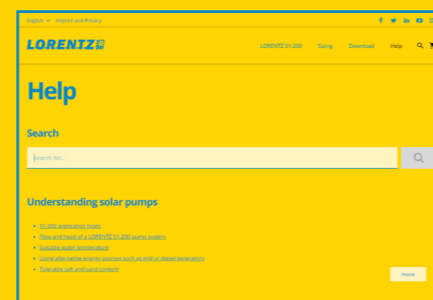 English Imprint and Privacy
LORENTZ
LORENTZ S1-200 Sizing Download Help
Help
Search
Search for...
Understanding solar pumps
S1-200 application types
Flow and head of a LORENTZ S1-200 pump system
Suitable water temperature
Using alternative energy sources such as grid or diesel generators
Tolerable salt and sand content
more